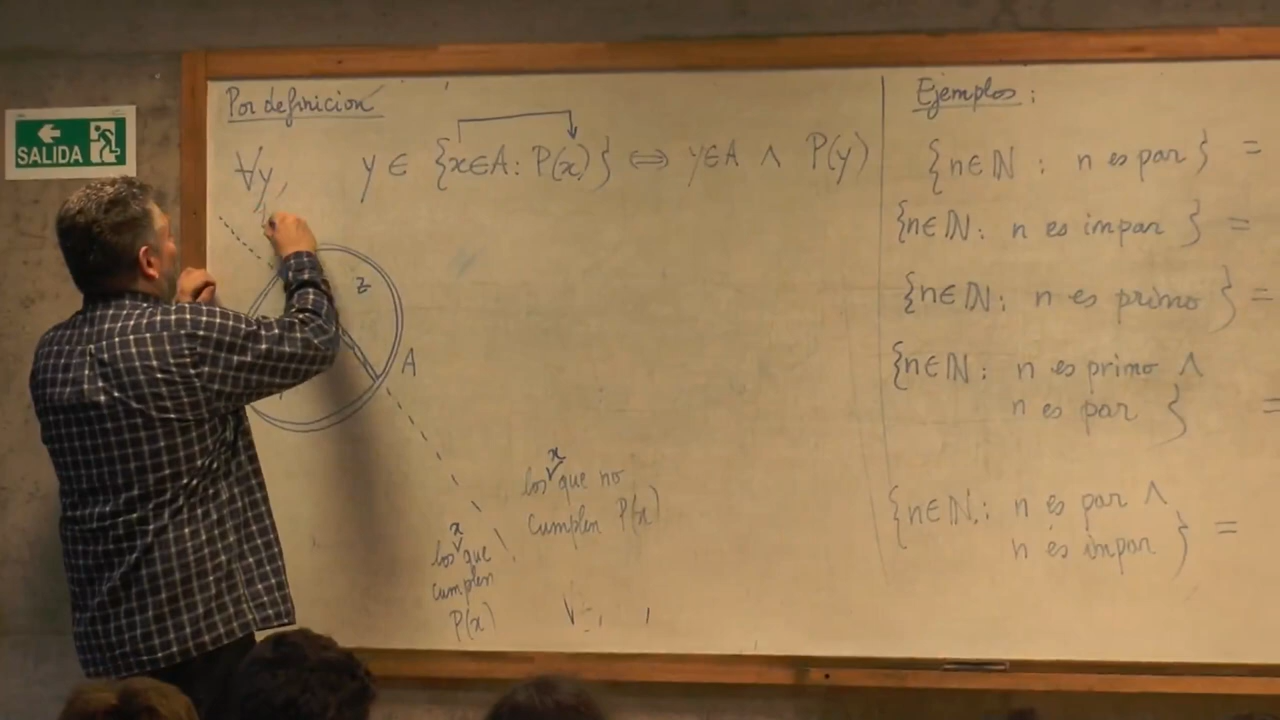 SALIDA
Por definicion
∀y, y ∈ {x∈A: P(x)} ⟺ y∈A ∧ P(y)
z
A
los x que no
cumplen P(x)
los x que
cumplen
P(x)
Ejemplos:
{n∈ℕ : n es par} =
{n∈ℕ: n es impar} =
{n∈ℕ: n es primo} =
{n∈ℕ: n es primo ∧
n es par} =
{n∈ℕ: n es par ∧
n es impar} =